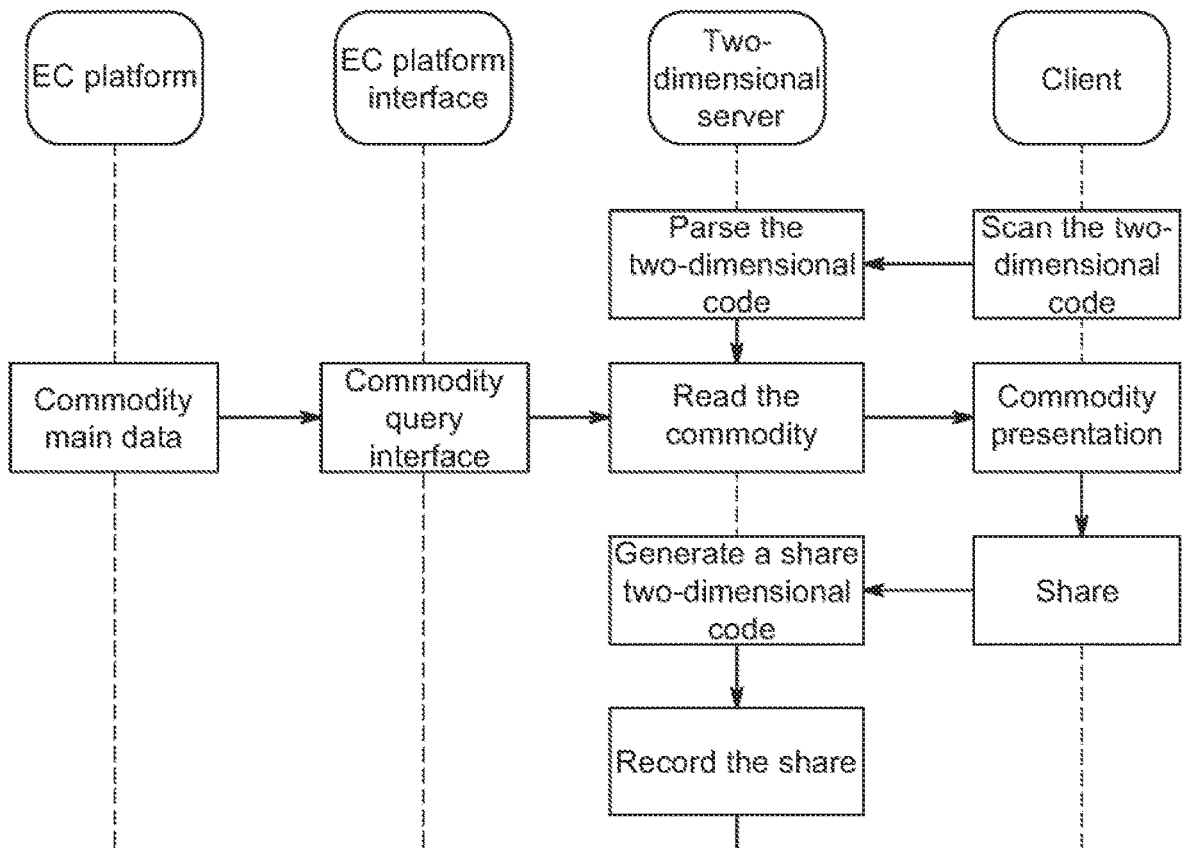 EC platform
EC platform
interface
Two-
dimensional
server
Client
Parse the
two-dimensional
code
Scan the two-
dimensional
code
Commodity
main data
Commodity
query
interface
Read the
commodity
Commodity
presentation
Generate a share
two-dimensional
code
Share
Record the share